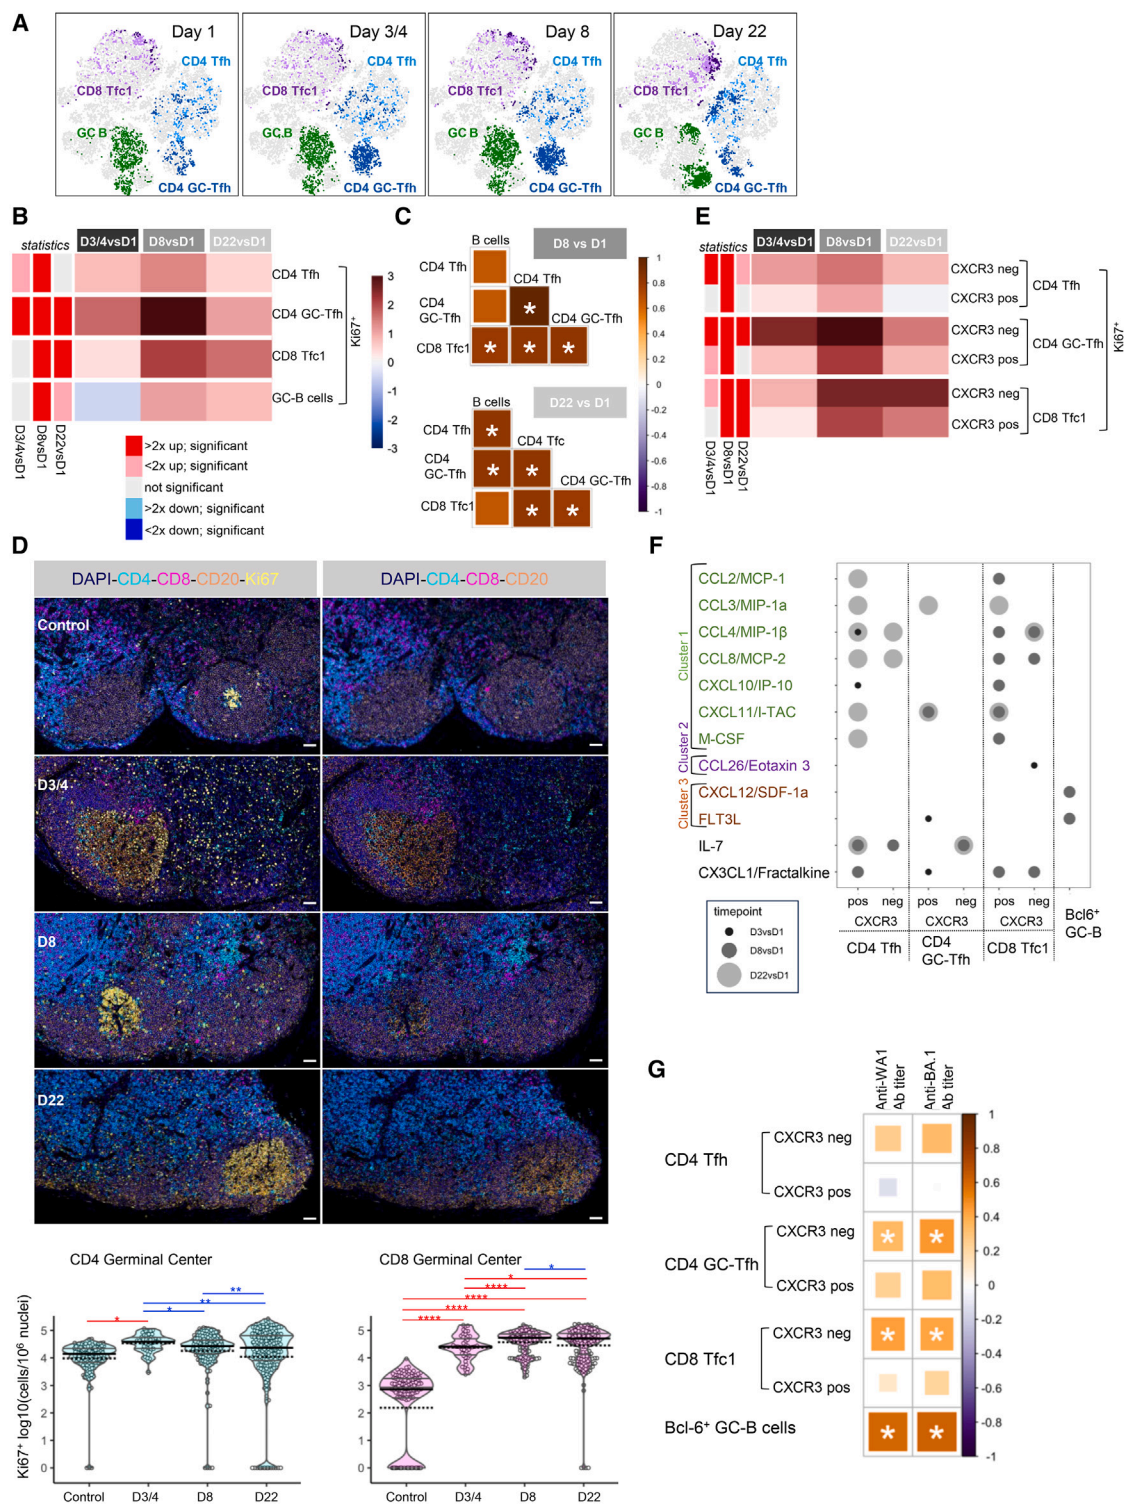 A
Day 1
CD4 Tfh
CD8 Tfc1
GC B
CD4 GC-Tfh
Day 3/4
CD4 Tfh
CD8 Tfc1
GC B
CD4 GC-Tfh
Day 8
CD4 Tfh
CD8 Tfc1
GC B
CD4 GC-Tfh
Day 22
CD4 Tfh
CD8 Tfc1
GC B
CD4 GC-Tfh
B
statistics
D3/4vsD1
D8vsD1
D22vsD1
CD4 Tfh
CD4 GC-Tfh
CD8 Tfc1
GC-B cells
Ki67⁺
3
2
1
0
-1
-2
-3
D3/4vsD1
D8vsD1
D22vsD1
>2x up; significant
<2x up; significant
not significant
>2x down; significant
<2x down; significant
C
B cells
D8 vs D1
CD4 Tfh
CD4 Tfh
CD4
GC-Tfh
CD4 GC-Tfh
CD8 Tfc1
* * * *
B cells
D22 vs D1
CD4 Tfh
CD4 Tfc
CD4
GC-Tfh
CD4 GC-Tfh
CD8 Tfc1
* * * * *
1
0.8
0.6
0.4
0.2
0
-0.2
-0.4
-0.6
-0.8
-1
E
statistics
D3/4vsD1
D8vsD1
D22vsD1
CXCR3 neg
CXCR3 pos
CD4 Tfh
CXCR3 neg
CXCR3 pos
CD4 GC-Tfh
CXCR3 neg
CXCR3 pos
CD8 Tfc1
Ki67⁺
D3/4vsD1
D8vsD1
D22vsD1
D
DAPI-CD4-CD8-CD20-Ki67
DAPI-CD4-CD8-CD20
Control
D3/4
D8
D22
CD4 Germinal Center
Ki67⁺ log10(cells/10⁶ nuclei)
* * ** **
5
4
3
2
1
0
Control
D3/4
D8
D22
CD8 Germinal Center
**** **** **** **** * *
5
4
3
2
1
0
Control
D3/4
D8
D22
F
Cluster 1
CCL2/MCP-1
CCL3/MIP-1a
CCL4/MIP-1β
CCL8/MCP-2
CXCL10/IP-10
CXCL11/I-TAC
M-CSF
Cluster 2
CCL26/Eotaxin 3
Cluster 3
CXCL12/SDF-1a
FLT3L
IL-7
CX3CL1/Fractalkine
pos
neg
pos
neg
pos
neg
CXCR3
CXCR3
CXCR3
CD4 Tfh
CD4
GC-Tfh
CD8 Tfc1
Bcl6⁺
GC-B
timepoint
D3vsD1
D8vsD1
D22vsD1
G
Anti-WA1
Ab titer
Anti-BA.1
Ab titer
CD4 Tfh
CXCR3 neg
CXCR3 pos
CD4 GC-Tfh
CXCR3 neg
* *
CXCR3 pos
CD8 Tfc1
CXCR3 neg
* *
CXCR3 pos
Bcl-6⁺ GC-B cells
* *
1
0.8
0.6
0.4
0.2
0
-0.2
-0.4
-0.6
-0.8
-1